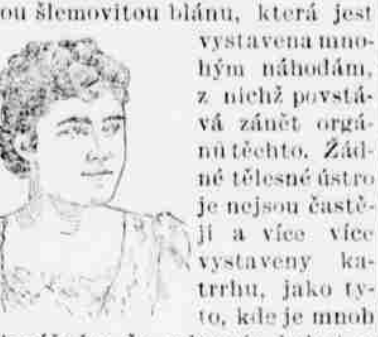 ou šlemovitou blánu, která jest
vystavena mno-
hým náhodám,
z nichž povstá-
vá zánět orgá-
nů těchto. Žád-
né tělesné ústro
je nejsou častě-
ji a více více
vystaveny ka-
trrhu, jako ty-
to, kde je mnoh